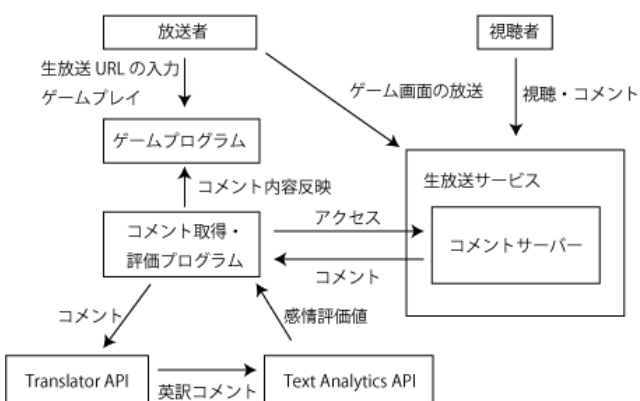 放送者
視聴者
生放送 URL の入力
ゲームプレイ
ゲーム画面の放送
視聴・コメント
ゲームプログラム
生放送サービス
コメント内容反映
コメント取得・
評価プログラム
アクセス
コメントサーバー
コメント
コメント
感情評価値
Translator API
英訳コメント
Text Analytics API